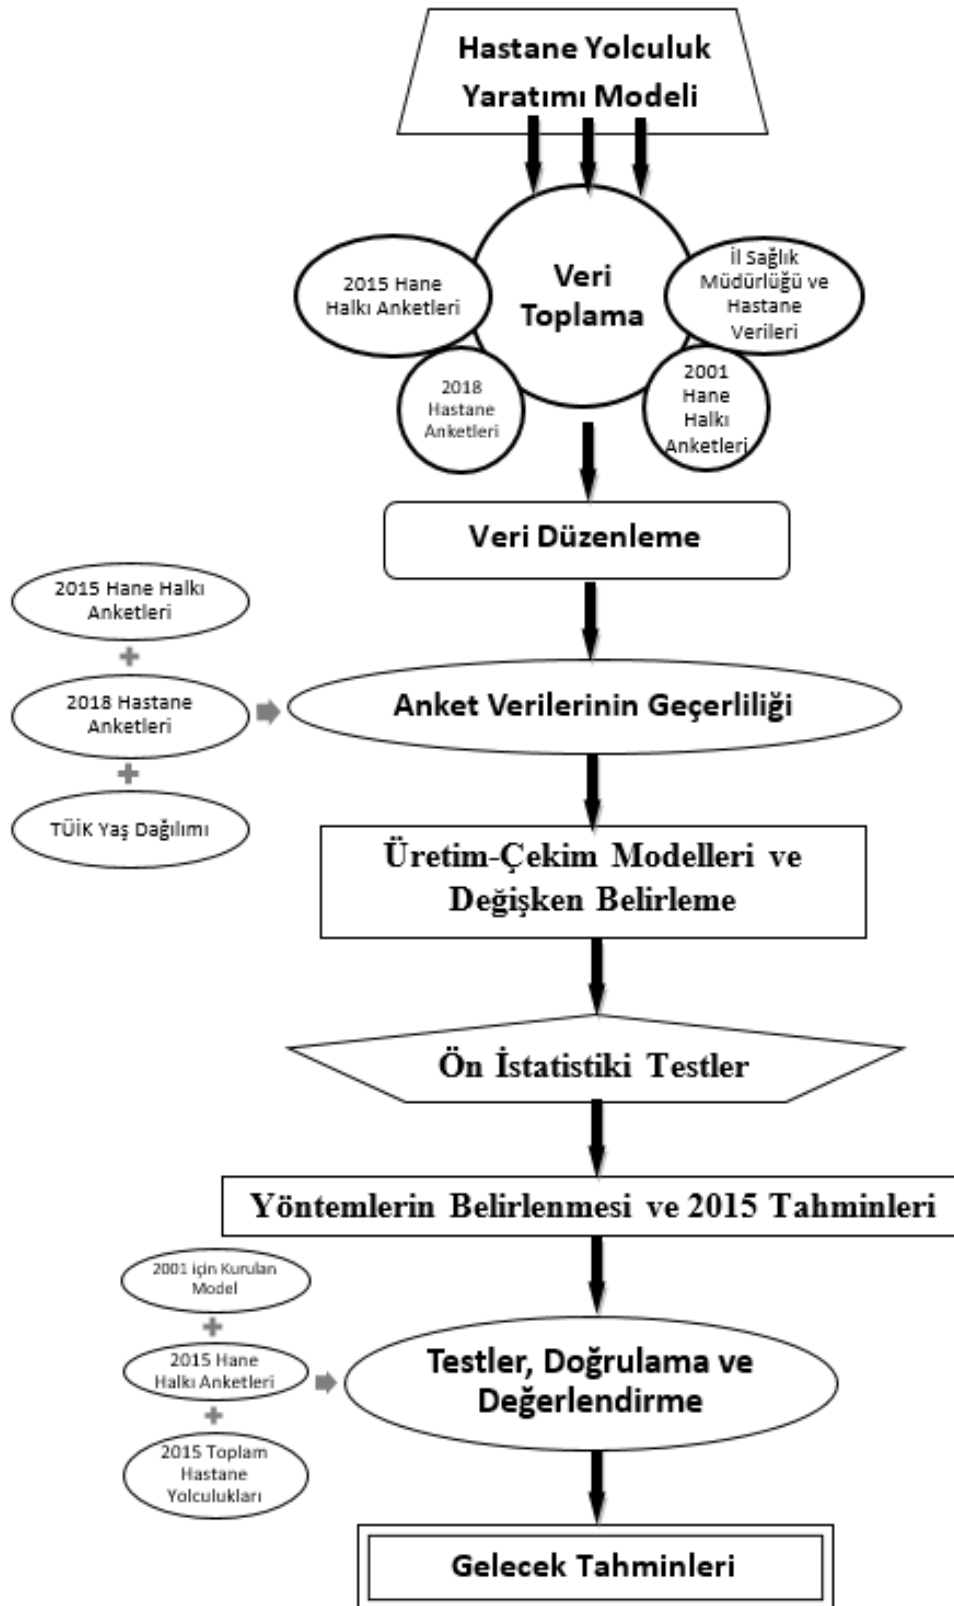 Hastane Yolculuk
Yaratımı Modeli
2015 Hane
Halkı Anketleri
Veri
Toplama
İl Sağlık
Müdürlüğü ve
Hastane
Verileri
2018
Hastane
Anketleri
2001
Hane
Halkı
Anketleri
Veri Düzenleme
2015 Hane Halkı
Anketleri
2018 Hastane
Anketleri
TÜİK Yaş Dağılımı
Anket Verilerinin Geçerliliği
Üretim-Çekim Modelleri ve
Değişken Belirleme
Ön İstatistiki Testler
Yöntemlerin Belirlenmesi ve 2015 Tahminleri
2001 için Kurulan
Model
2015 Hane
Halkı Anketleri
2015 Toplam
Hastane
Yolculukları
Testler, Doğrulama ve
Değerlendirme
Gelecek Tahminleri